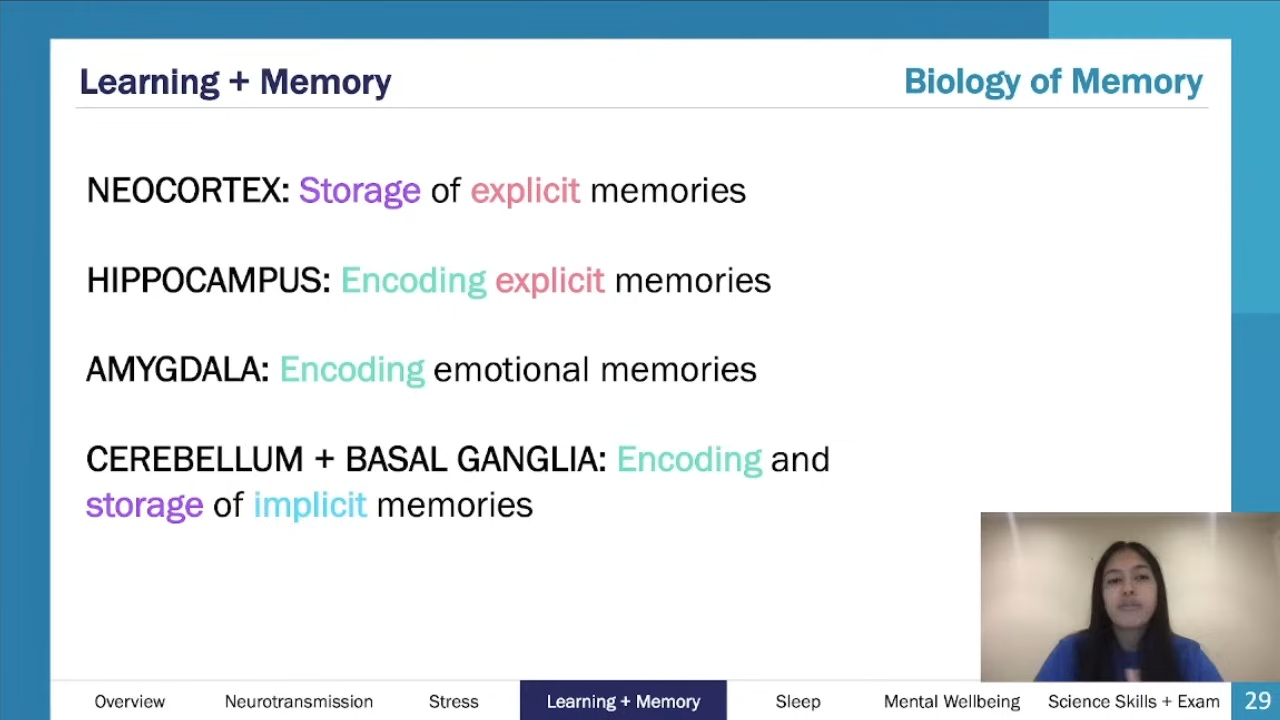 Learning + Memory
Biology of Memory
NEOCORTEX: Storage of explicit memories
HIPPOCAMPUS: Encoding explicit memories
AMYGDALA: Encoding emotional memories
CEREBELLUM + BASAL GANGLIA: Encoding and
storage of implicit memories
Overview
Neurotransmission
Stress
Learning + Memory
Sleep
Mental Wellbeing
Science Skills + Exam
29